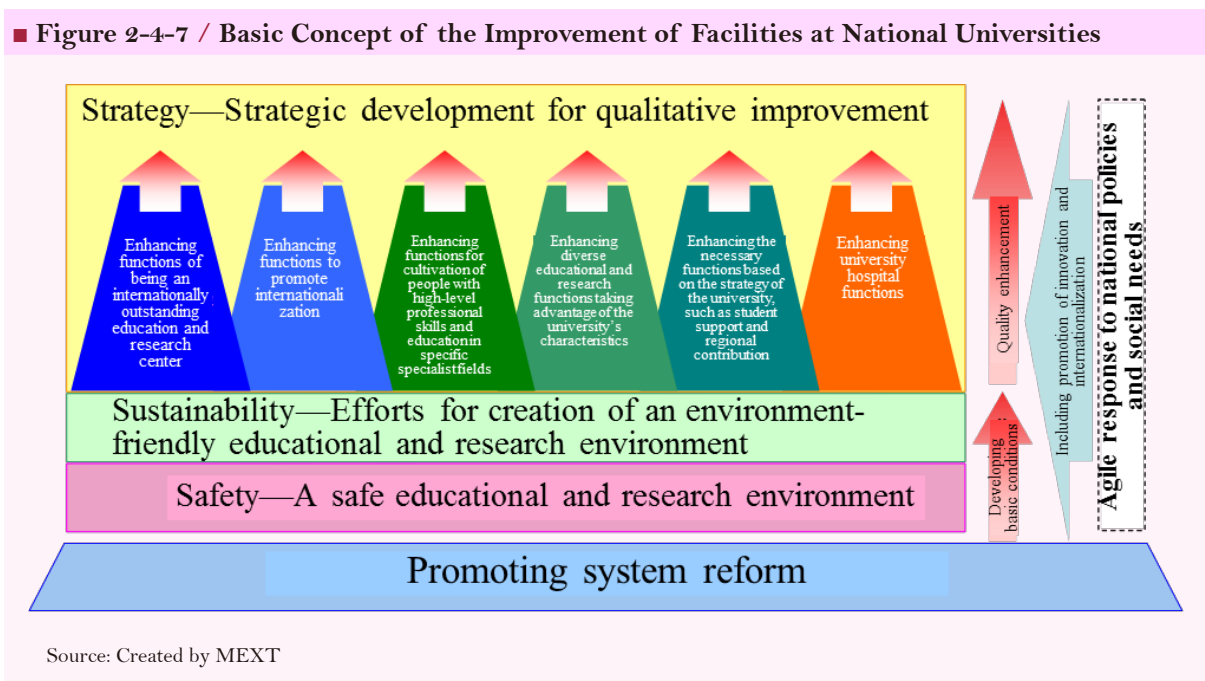 ■ Figure 2-4-7 / Basic Concept of the Improvement of Facilities at National Universities
Strategy—Strategic development for qualitative improvement
Enhancing
functions of
being an
internationally
outstanding
education and
research
center
Enhancing
functions to
promote
internationali
zation
Enhancing
functions for
cultivation of
people with
high-level
professional
skills and
education in
specific
specialist fields
Enhancing
diverse
educational and
research
functions taking
advantage of the
university's
characteristics
Enhancing the
necessary
functions based
on the strategy of
the university,
such as student
support and
regional
contribution
Enhancing
university
hospital
functions
Sustainability—Efforts for creation of an environment-
friendly educational and research environment
Safety—A safe educational and research environment
Promoting system reform
Quality enhancement
Developing
basic conditions
Including promotion of innovation and
internationalization
Agile response to national policies
and social needs
Source: Created by MEXT